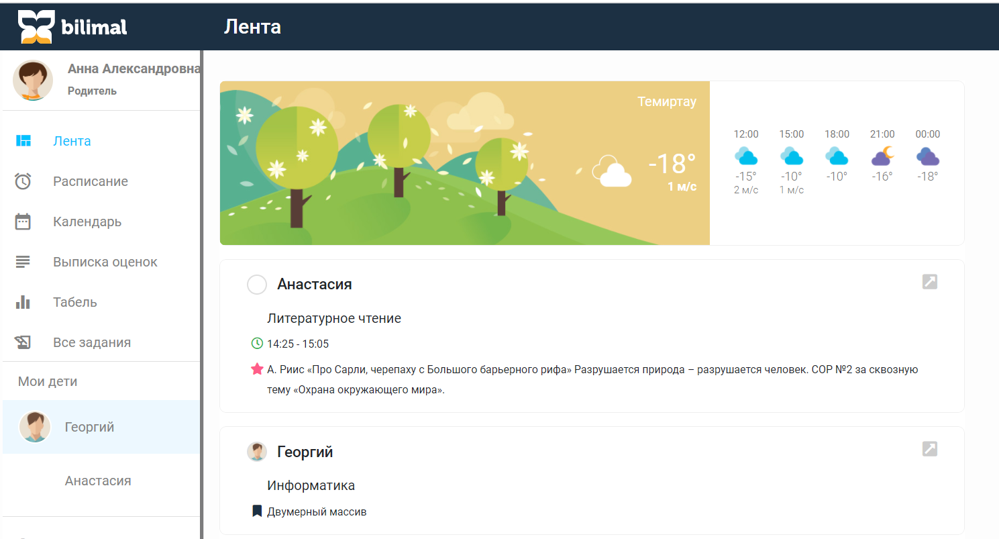 bilimal
Лента
Анна Александровна
Родитель
Лента
Расписание
Календарь
Выписка оценок
Табель
Все задания
Мои дети
Георгий
Анастасия
Темиртау
-18°
1 м/с
12:00 15:00 18:00 21:00 00:00
-15° -10° -10° -16° -18°
2 м/с 1 м/с
Анастасия
Литературное чтение
14:25 - 15:05
А. Риис «Про Сарли, черепаху с Большого барьерного рифа» Разрушается природа – разрушается человек. СОР №2 за сквозную
тему «Охрана окружающего мира».
Георгий
Информатика
Двумерный массив